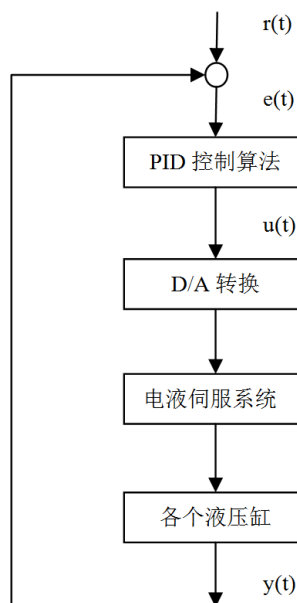 r(t)
e(t)
PID 控制算法
u(t)
D/A 转换
电液伺服系统
各个液压缸
y(t)